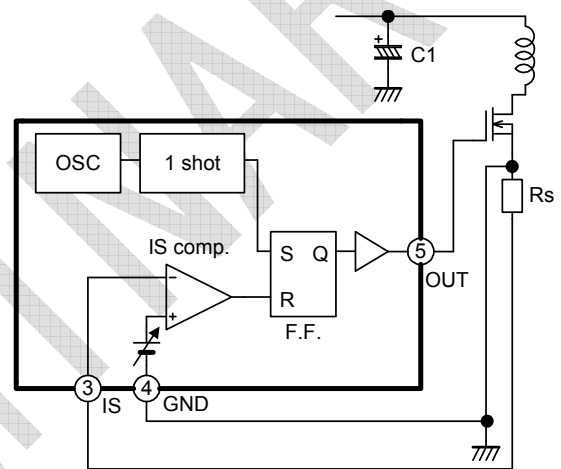 +
C1
OSC
1 shot
Rs
IS comp.
S Q
−
5
OUT
R
+
F.F.
3
4
IS
GND